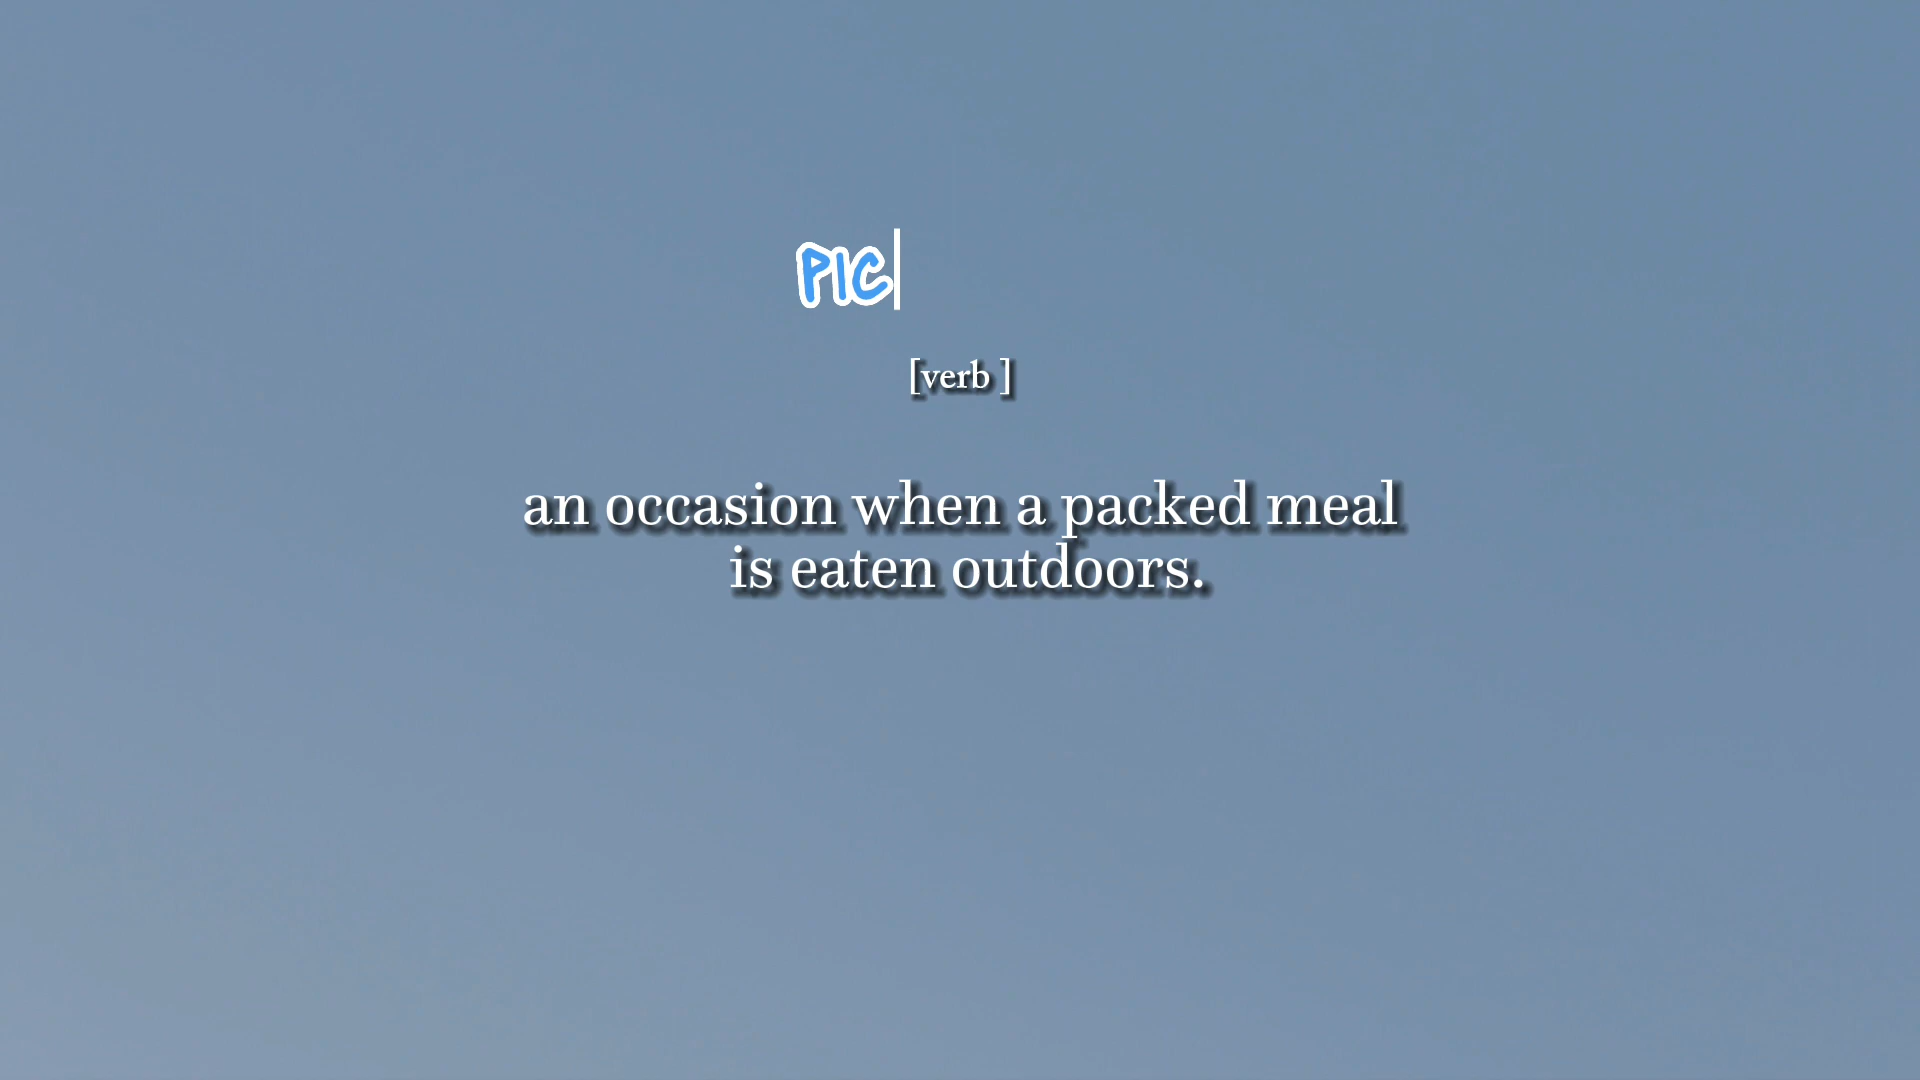 PIC
[verb ]
an occasion when a packed meal
is eaten outdoors.